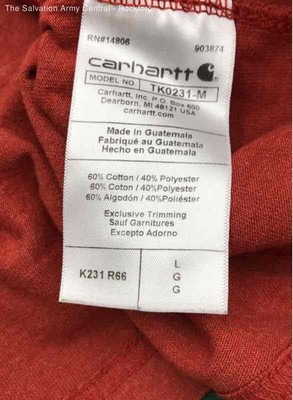 The Salvation Army Central - Rockford
RN#14806
903874
carhartt
MODEL NO
TK0231-M
Carhartt, Inc. P.O. Box 600
Dearborn, MI 48121 USA
carhartt.com
Made in Guatemala
Fabriqué au Guatemala
Hecho en Guatemala
60% Cotton / 40% Polyester
60% Coton / 40% Polyester
60% Algodón / 40% Poliéster
Exclusive Trimming
Sauf Garnitures
Excepto Adorno
K231 R66
L
G
G